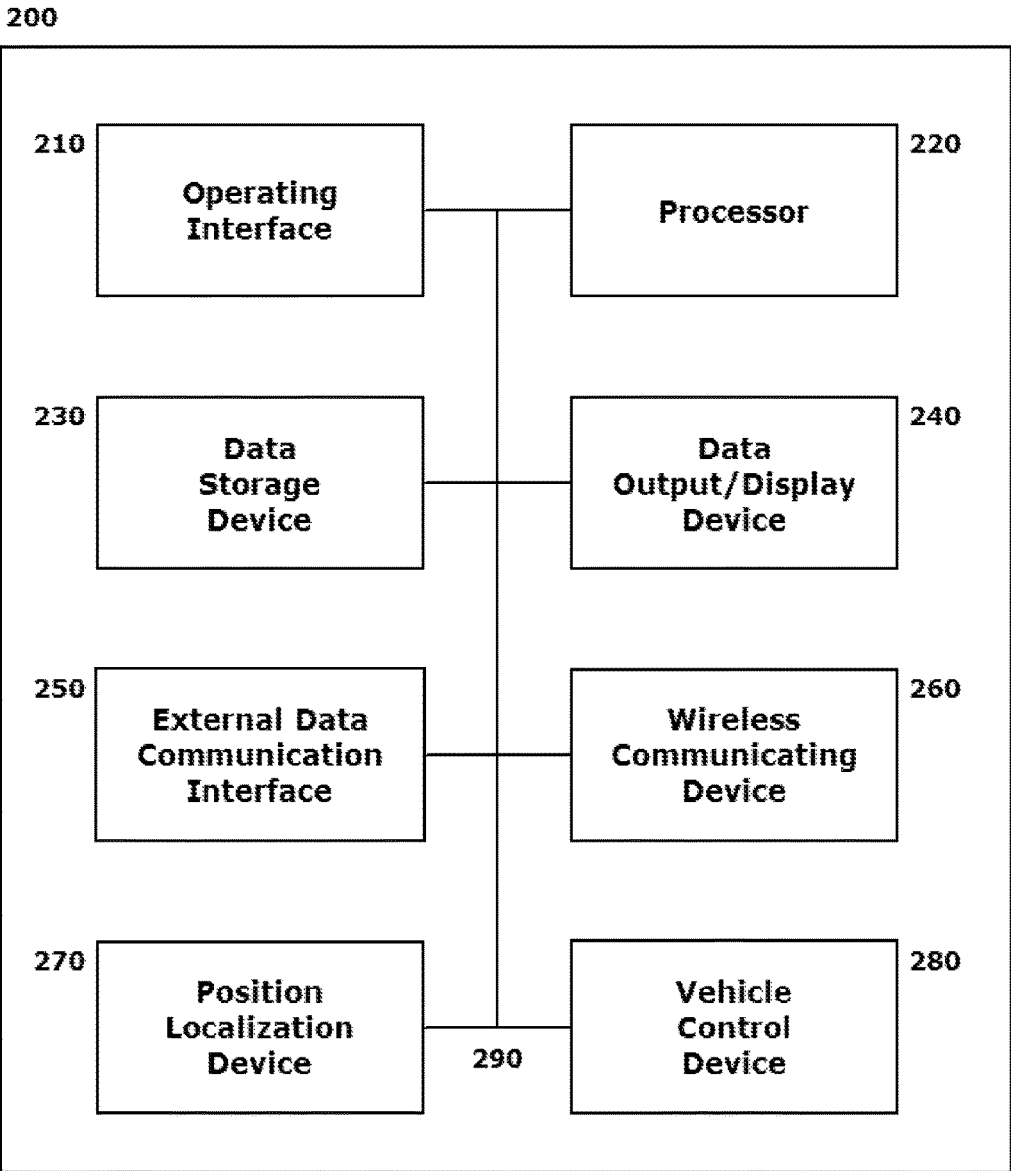 200
210
Operating
Interface
220
Processor
230
Data
Storage
Device
240
Data
Output/Display
Device
250
External Data
Communication
Interface
260
Wireless
Communicating
Device
270
Position
Localization
Device
280
Vehicle
Control
Device
290